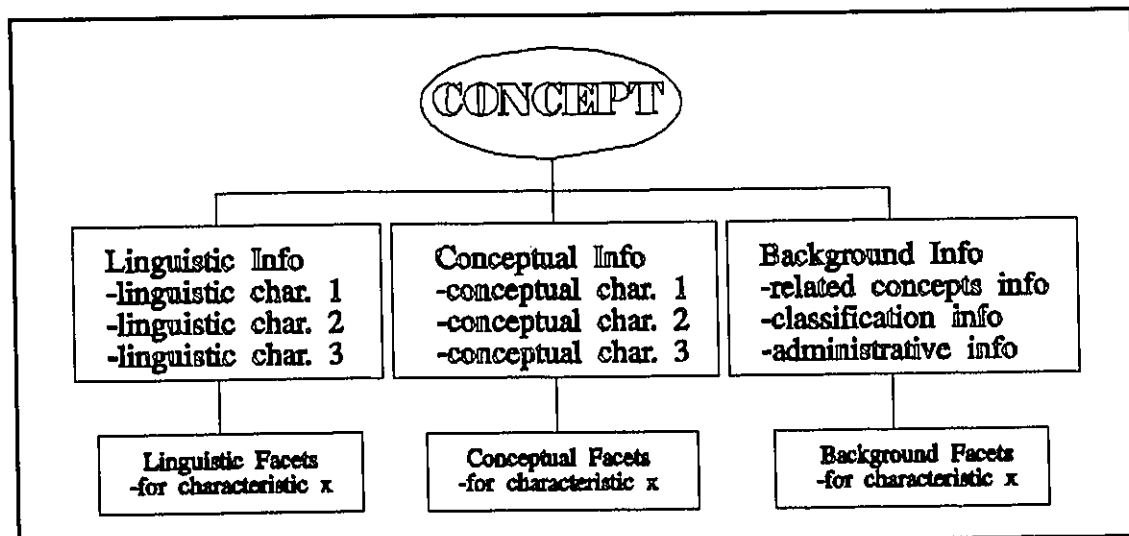 CONCEPT
Linguistic Info
-linguistic char. 1
-linguistic char. 2
-linguistic char. 3
Conceptual Info
-conceptual char. 1
-conceptual char. 2
-conceptual char. 3
Background Info
-related concepts info
-classification info
-administrative info
Linguistic Facets
-for characteristic x
Conceptual Facets
-for characteristic x
Background Facets
-for characteristic x